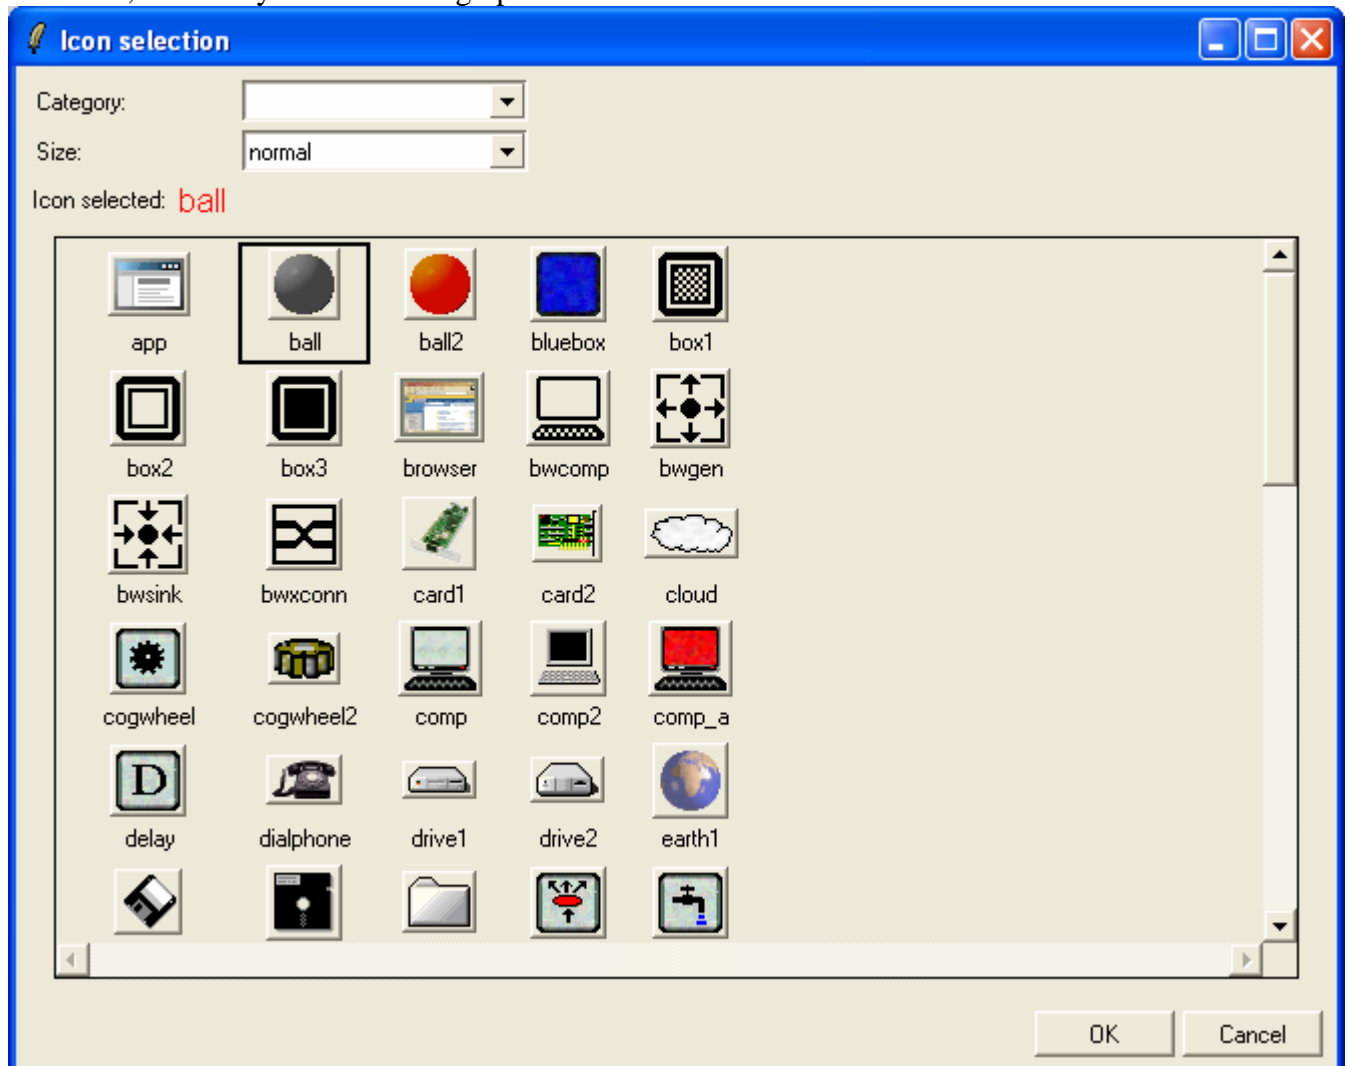 Icon selection
Category:
Size: normal
Icon selected: ball
app ball ball2 bluebox box1
box2 box3 browser bwcomp bwgen
bwsink bwxconn card1 card2 cloud
cogwheel cogwheel2 comp comp2 comp_a
D
delay dialphone drive1 drive2 earth1
OK Cancel